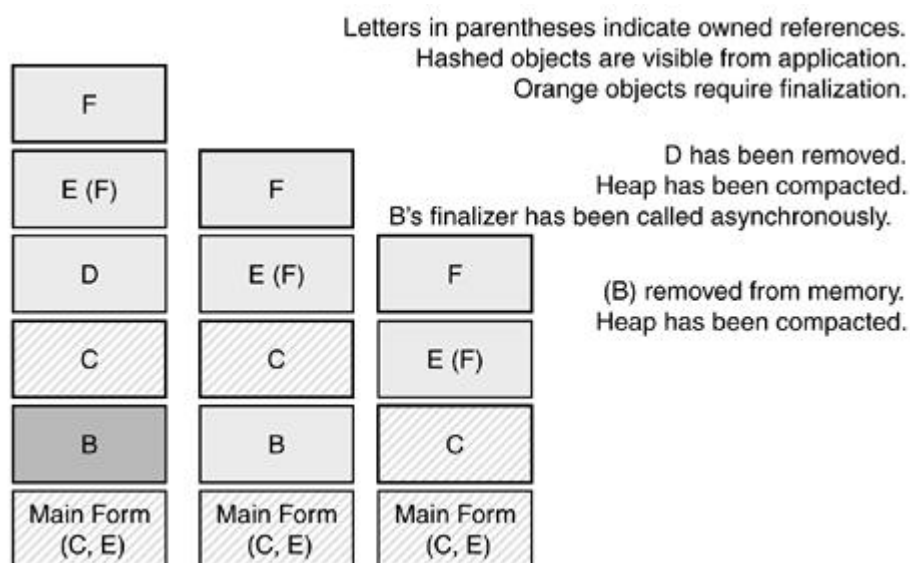 Letters in parentheses indicate owned references.
Hashed objects are visible from application.
Orange objects require finalization.
D has been removed.
Heap has been compacted.
B's finalizer has been called asynchronously.
(B) removed from memory.
Heap has been compacted.
F
E (F)
D
C
B
Main Form
(C, E)
F
E (F)
C
B
Main Form
(C, E)
F
E (F)
C
Main Form
(C, E)